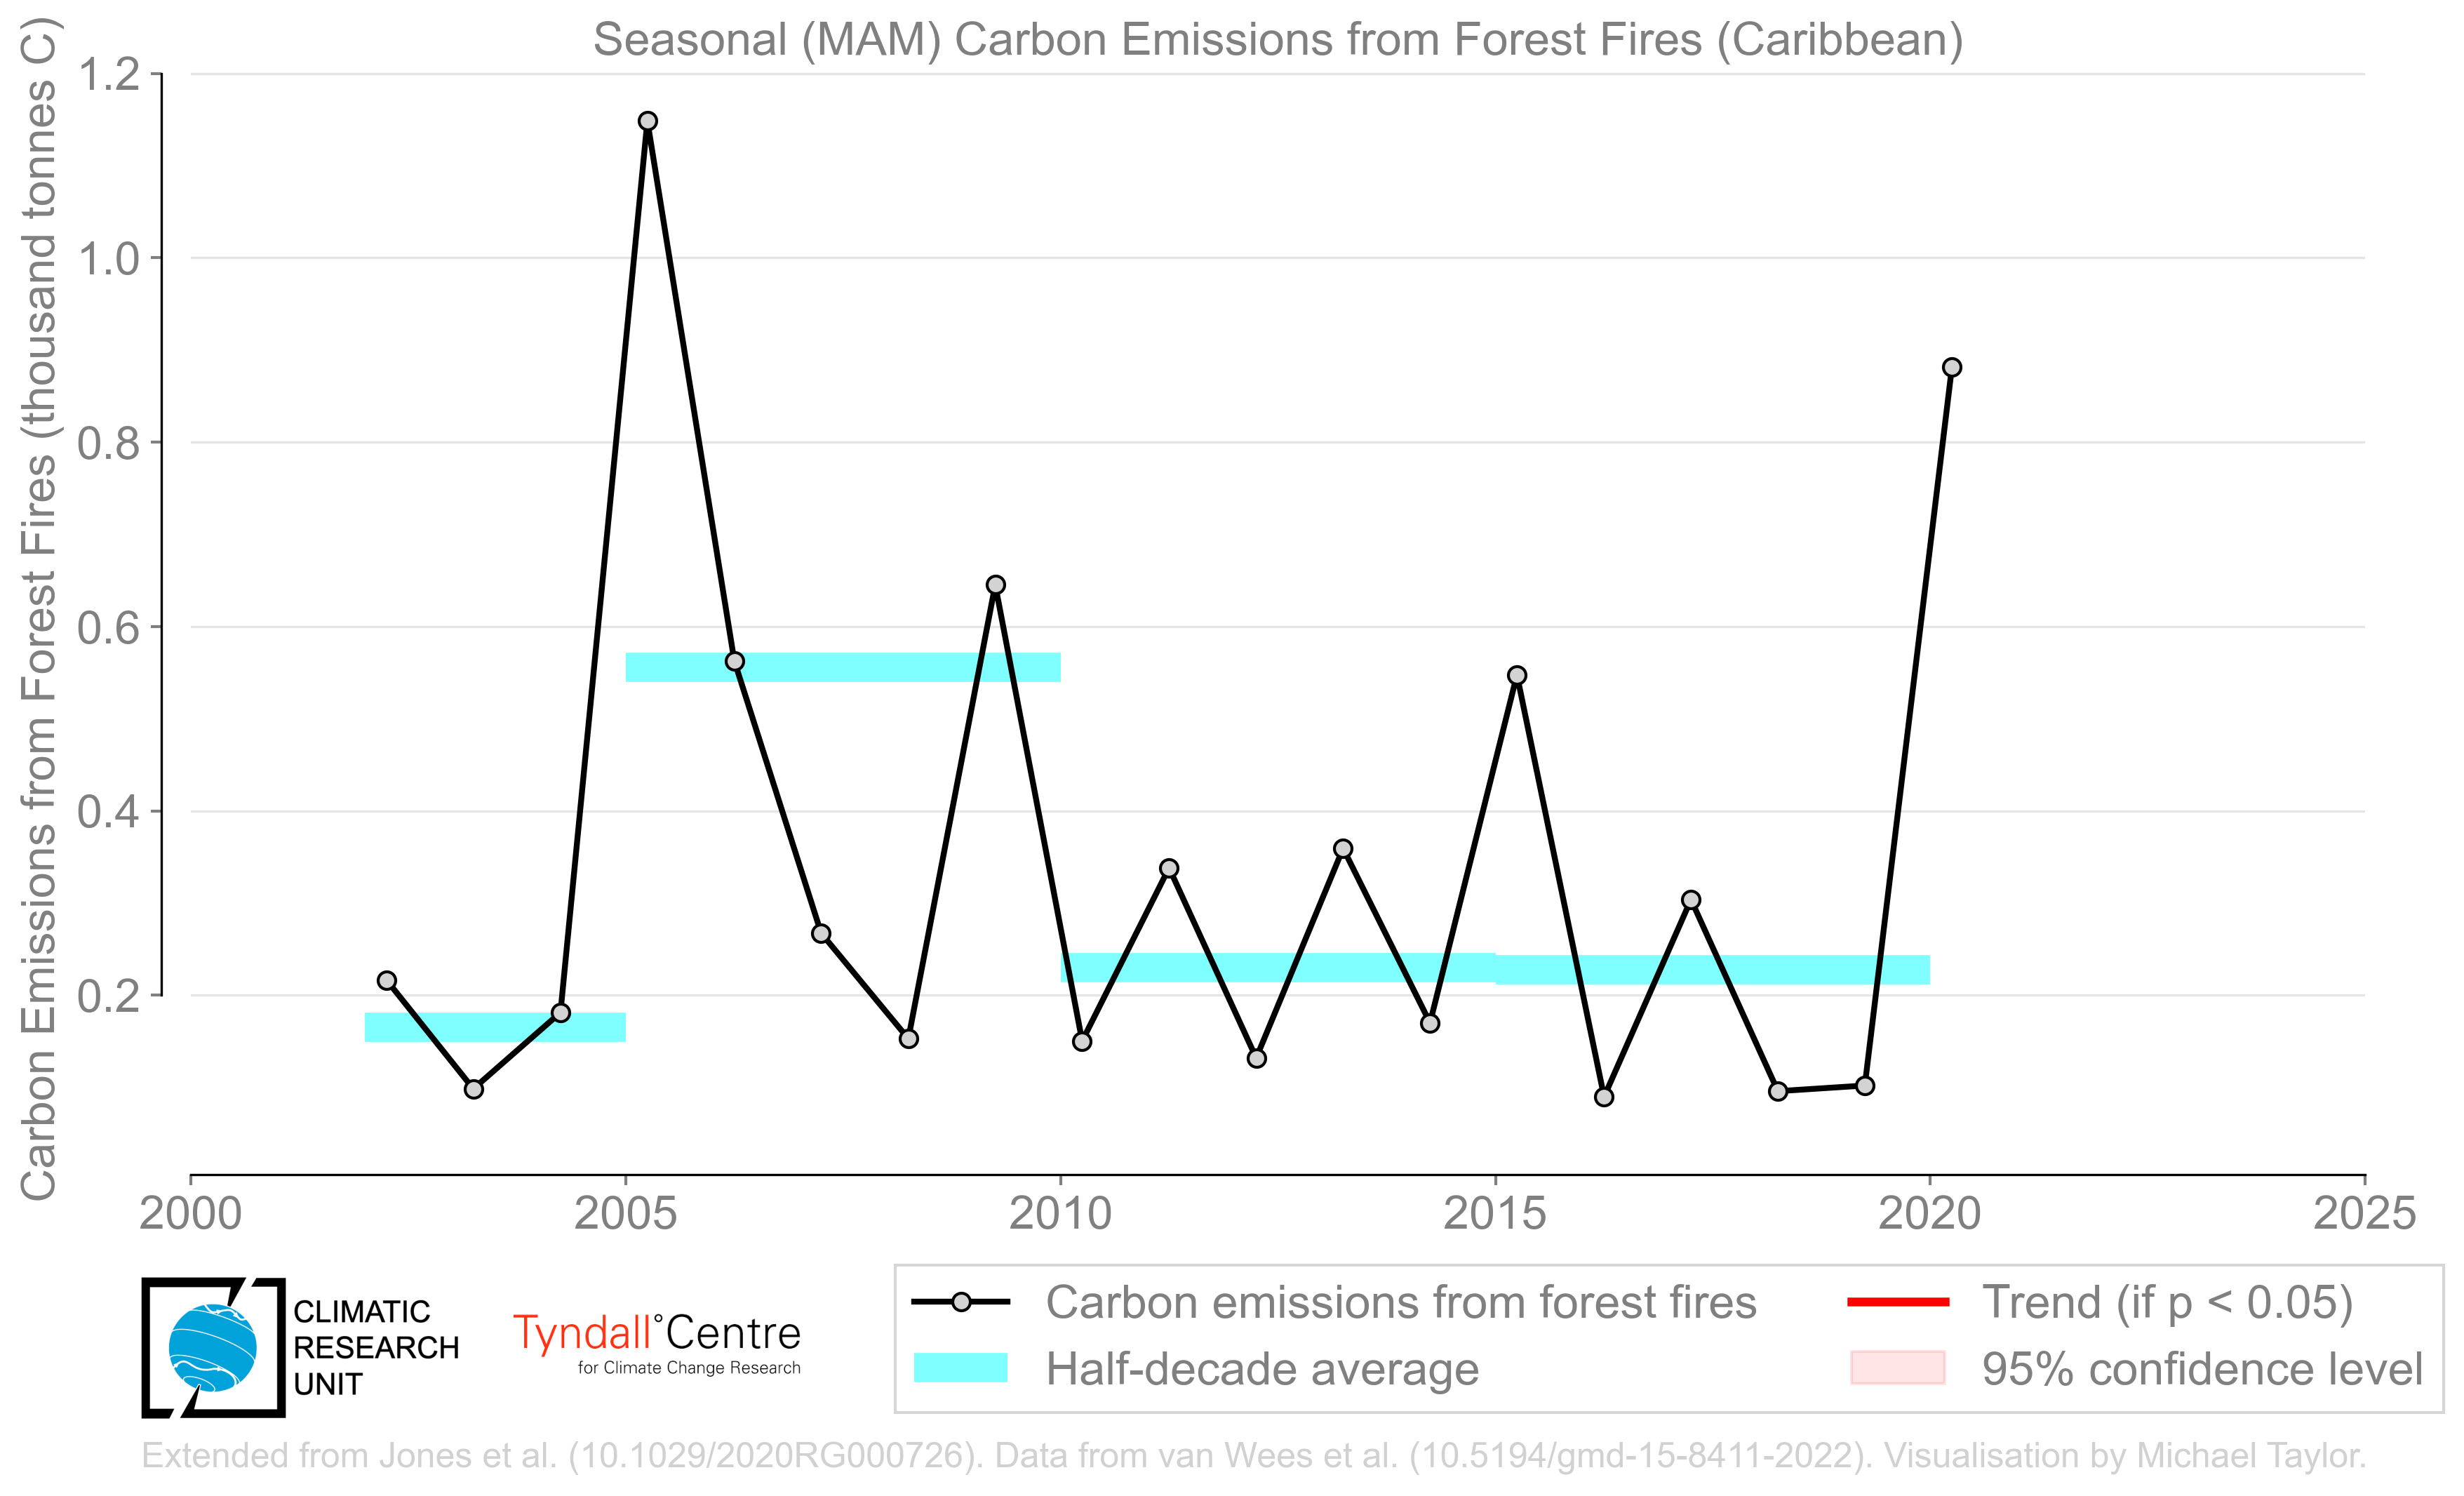 Seasonal (MAM) Carbon Emissions from Forest Fires (Caribbean)
Carbon Emissions from Forest Fires (thousand tonnes C)
1.2
1.0
0.8
0.6
0.4
0.2
2000
2005
2010
2015
2020
2025
CLIMATIC
RESEARCH
UNIT
Tyndall°Centre
for Climate Change Research
Carbon emissions from forest fires
Half-decade average
Trend (if p < 0.05)
95% confidence level
Extended from Jones et al. (10.1029/2020RG000726). Data from van Wees et al. (10.5194/gmd-15-8411-2022). Visualisation by Michael Taylor.